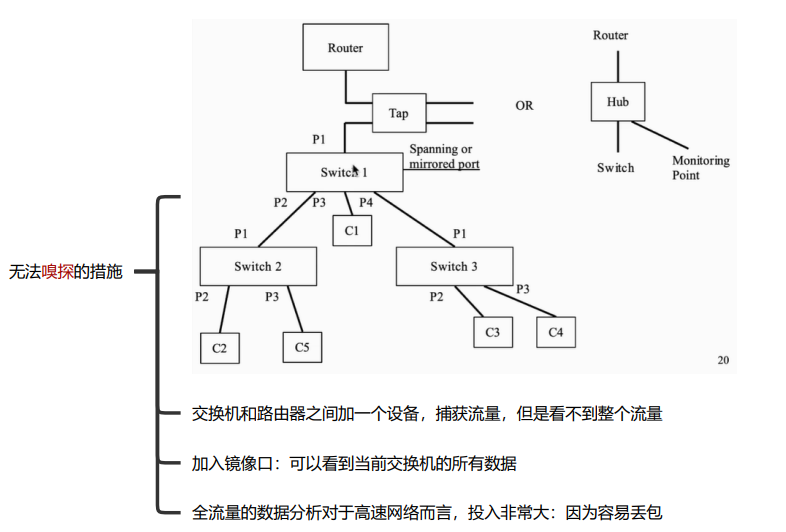 Router
Tap
OR
Router
Hub
Switch
Monitoring
Point
P1
Spanning or
mirrored port
Switch 1
P2
P3
P4
C1
P1
P1
Switch 2
Switch 3
P2
P3
P2
P3
C2
C5
C3
C4
20
无法嗅探的措施
交换机和路由器之间加一个设备，捕获流量，但是看不到整个流量
加入镜像口：可以看到当前交换机的所有数据
全流量的数据分析对于高速网络而言，投入非常大：因为容易丢包